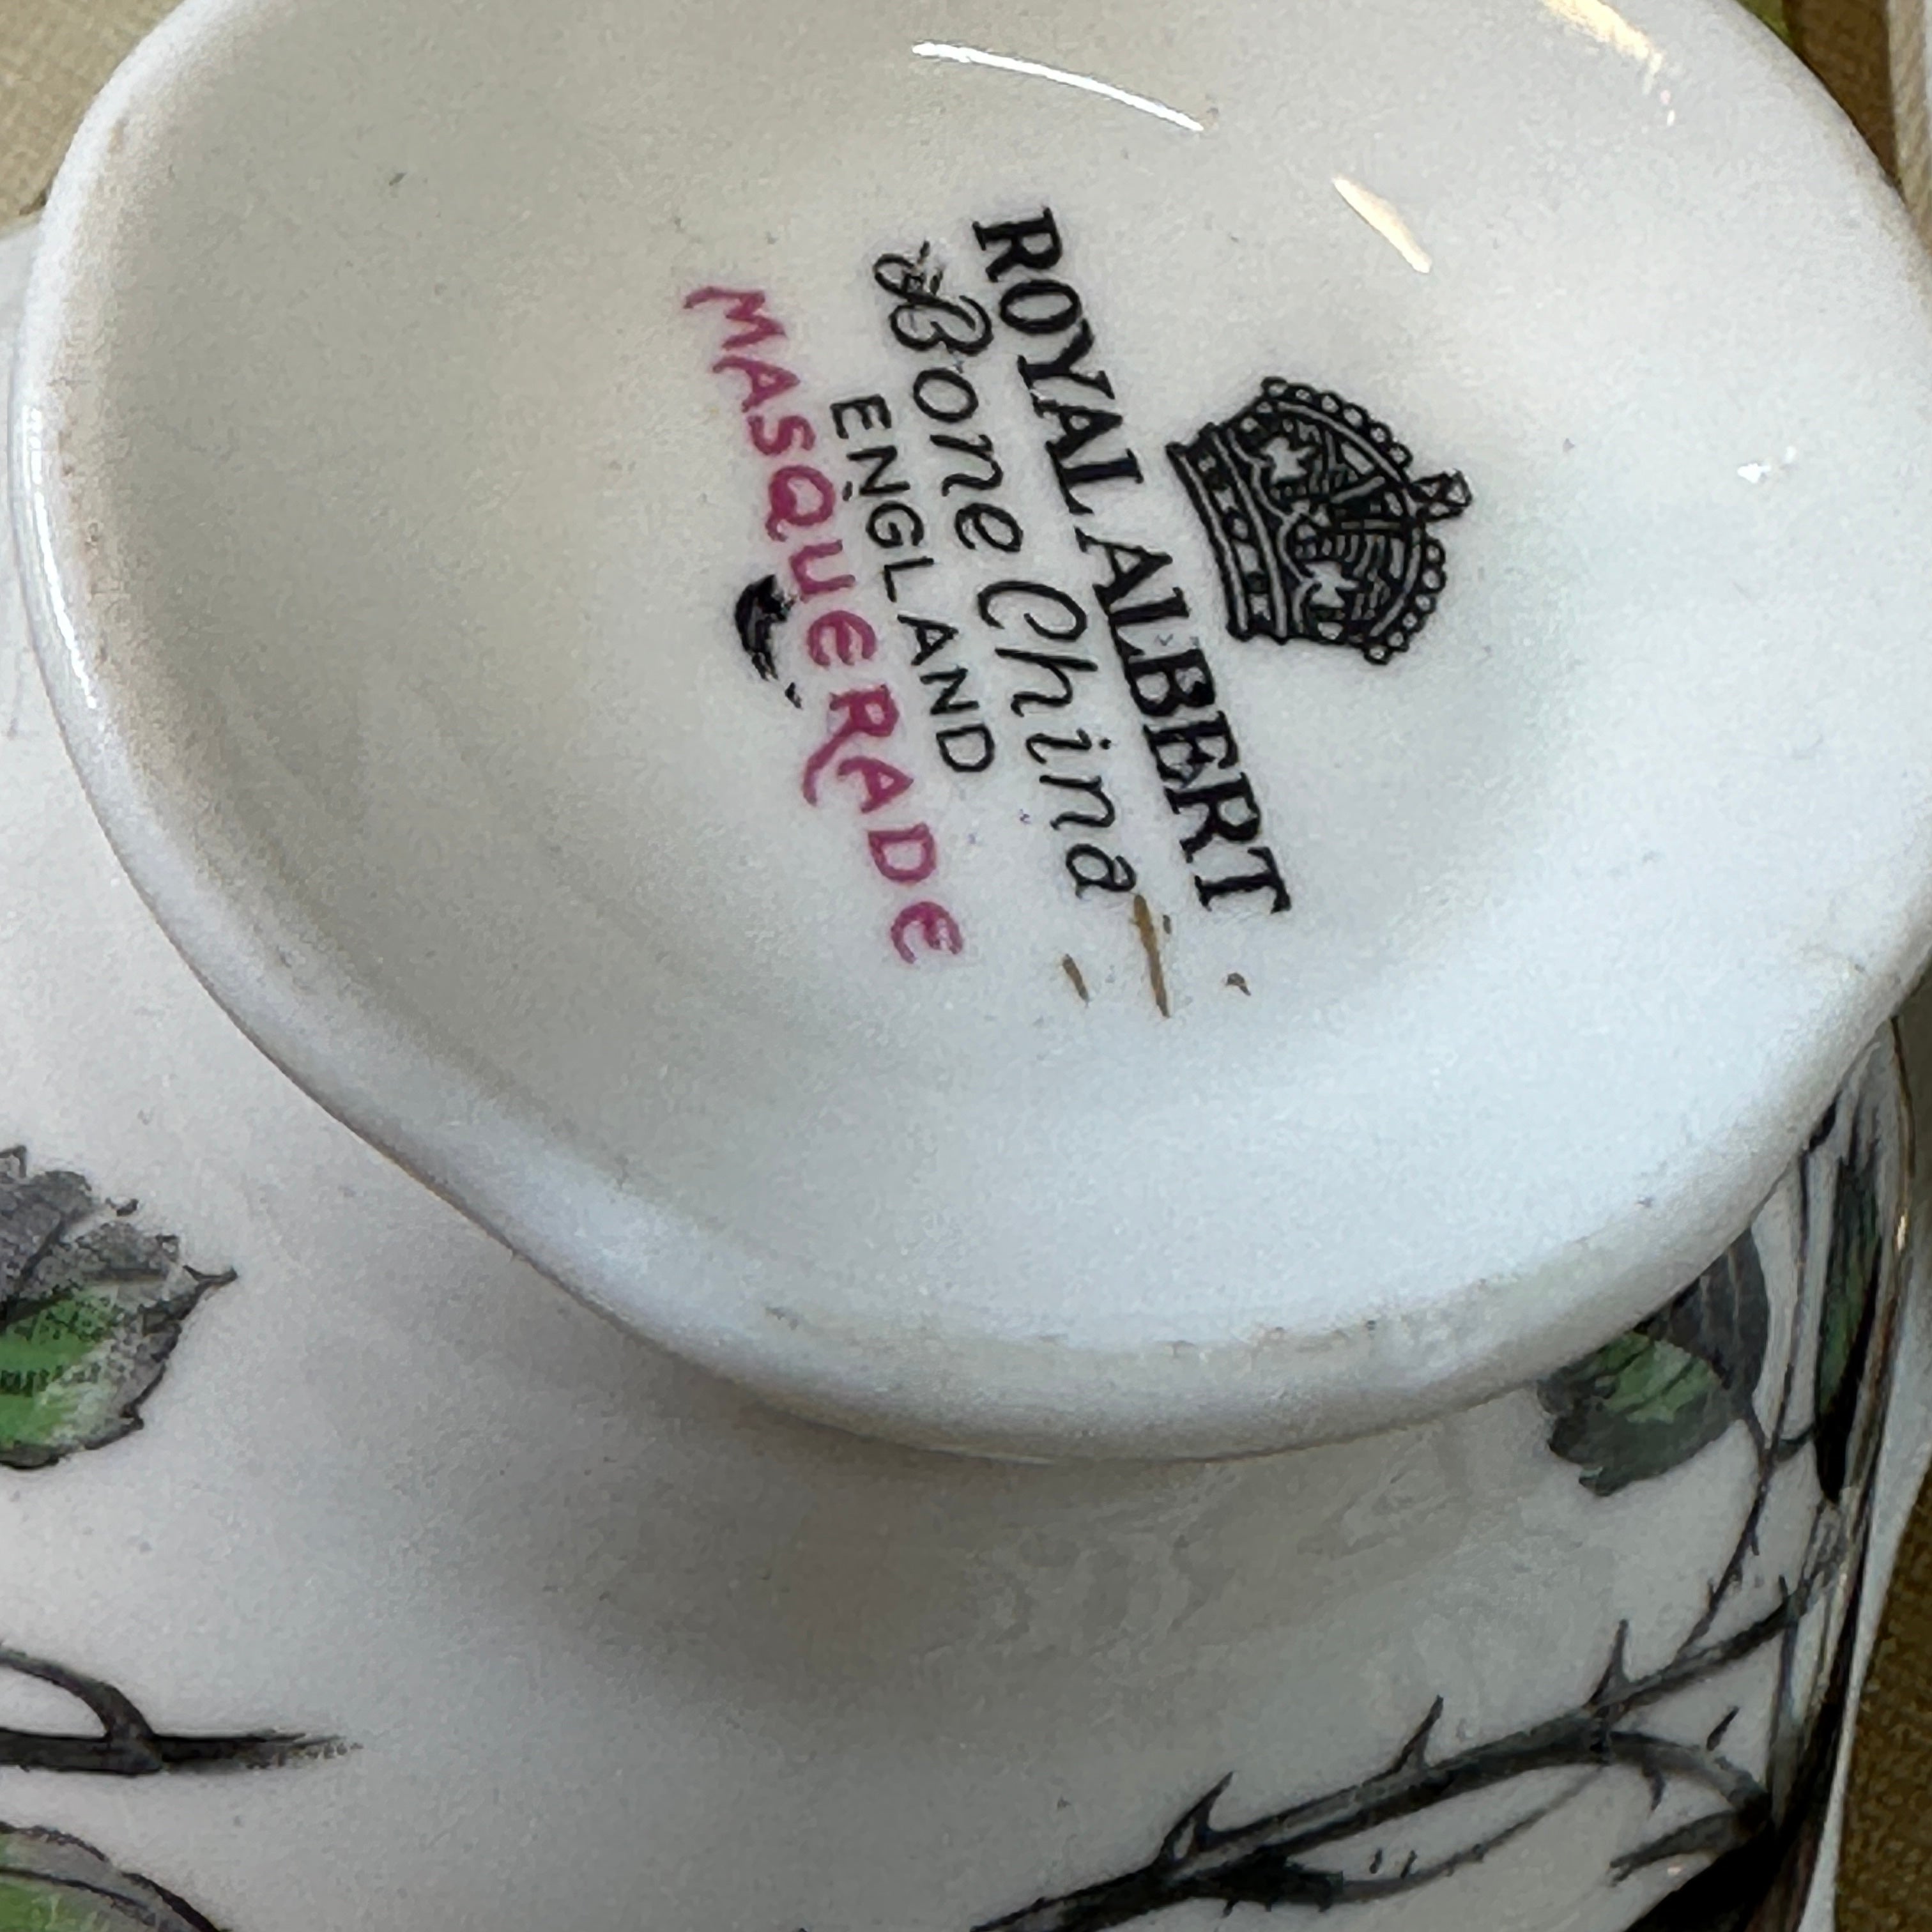 ROYAL ALBERT
Bone China
ENGLAND
MASQUERADE